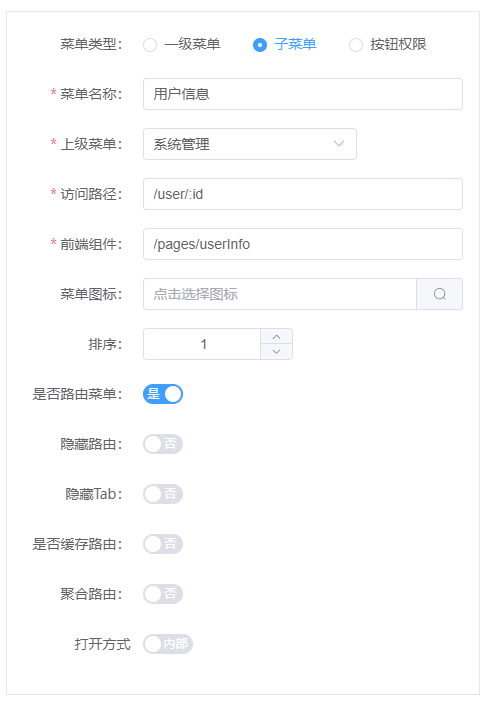 菜单类型： 一级菜单 子菜单 按钮权限
* 菜单名称： 用户信息
* 上级菜单： 系统管理
* 访问路径： /user/:id
* 前端组件： /pages/userInfo
菜单图标： 点击选择图标
排序： 1
是否路由菜单： 是
隐藏路由： 否
隐藏Tab： 否
是否缓存路由： 否
聚合路由： 否
打开方式 内部